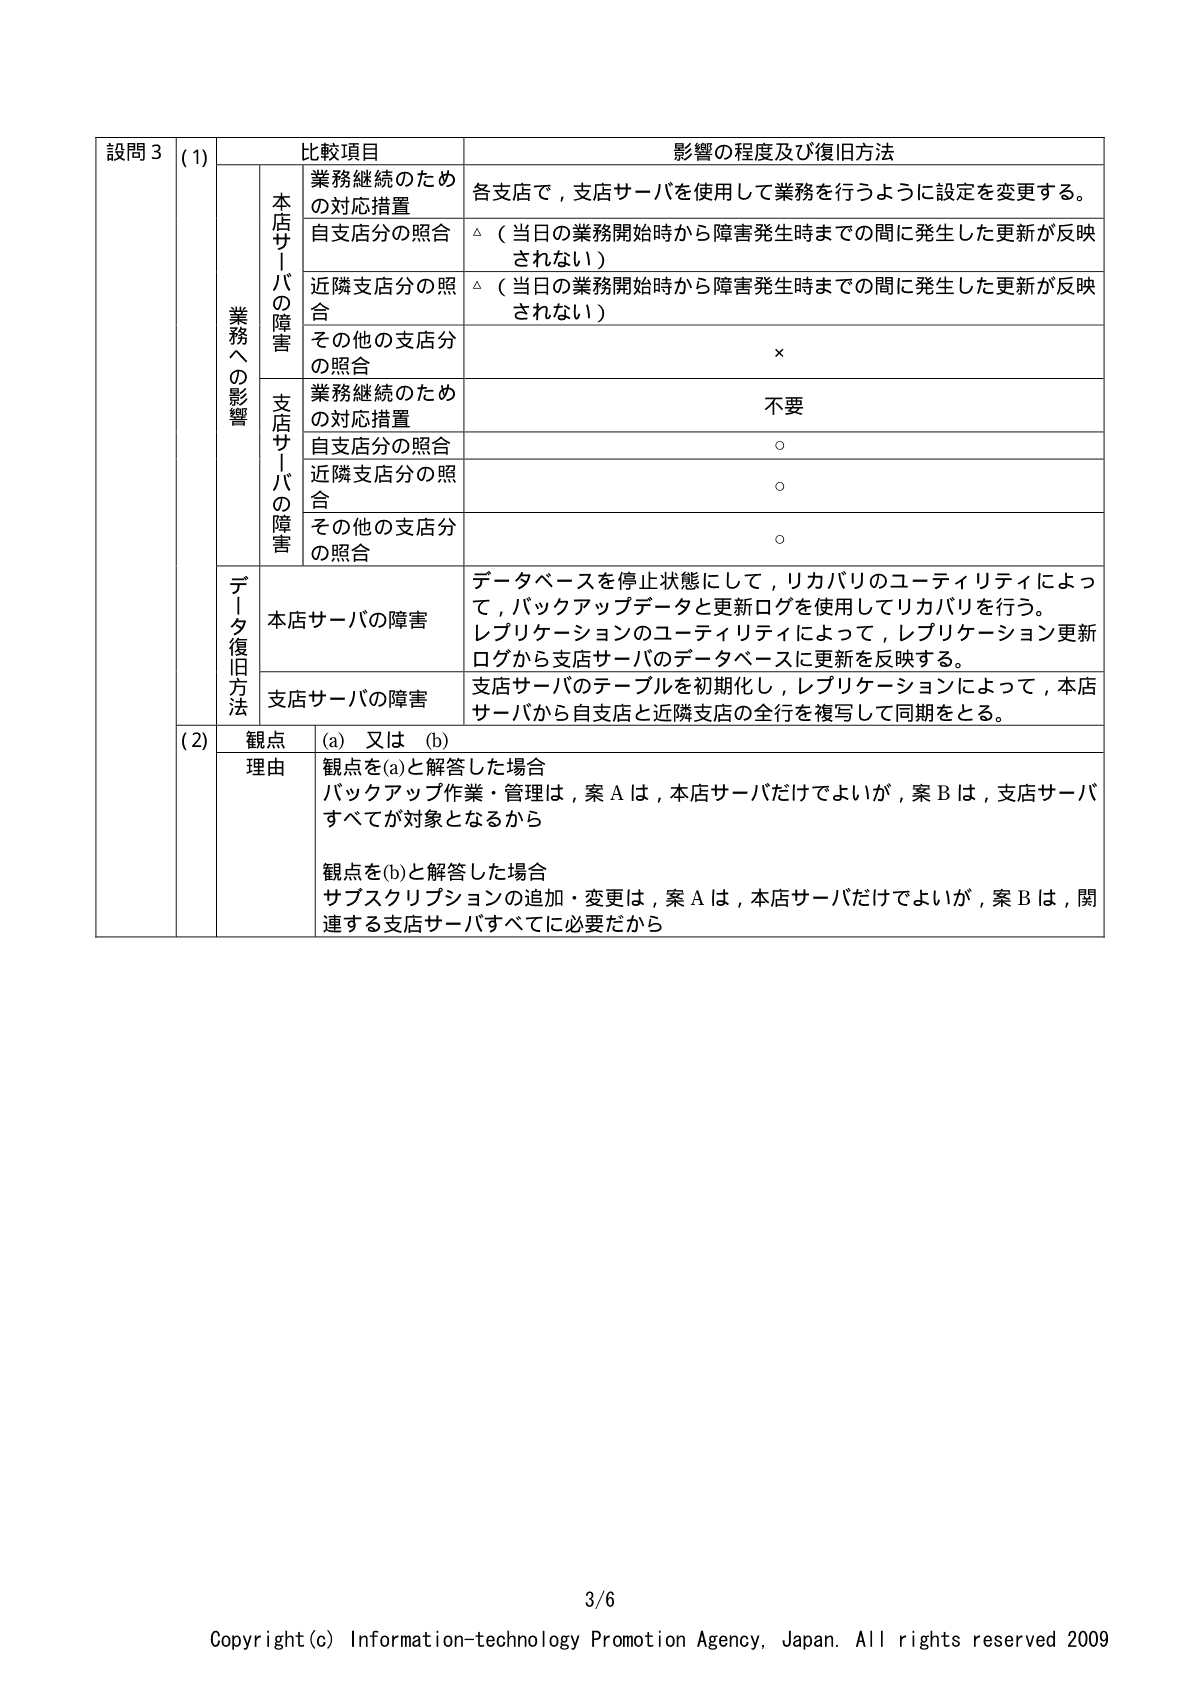 設問３ (1) 比較項目 影響の程度及び復旧方法
業務への影響
本店サーバの障害
業務継続のため
の対応措置
各支店で，支店サーバを使用して業務を行うように設定を変更する。
自支店分の照合
△（当日の業務開始時から障害発生時までの間に発生した更新が反映
されない）
近隣支店分の照
合
△（当日の業務開始時から障害発生時までの間に発生した更新が反映
されない）
その他の支店分
の照合
×
支店サーバの障害
業務継続のため
の対応措置
不要
自支店分の照合
○
近隣支店分の照
合
○
その他の支店分
の照合
○
データ復旧方法
本店サーバの障害
データベースを停止状態にして，リカバリのユーティリティによっ
て，バックアップデータと更新ログを使用してリカバリを行う。
レプリケーションのユーティリティによって，レプリケーション更新
ログから支店サーバのデータベースに更新を反映する。
支店サーバの障害
支店サーバのテーブルを初期化し，レプリケーションによって，本店
サーバから自支店と近隣支店の全行を複写して同期をとる。
(2) 観点 (a) 又は (b)
理由
観点を(a)と解答した場合
バックアップ作業・管理は，案 A は，本店サーバだけでよいが，案 B は，支店サーバ
すべてが対象となるから
観点を(b)と解答した場合
サブスクリプションの追加・変更は，案 A は，本店サーバだけでよいが，案 B は，関
連する支店サーバすべてに必要だから
3/6
Copyright(c) Information-technology Promotion Agency, Japan. All rights reserved 2009